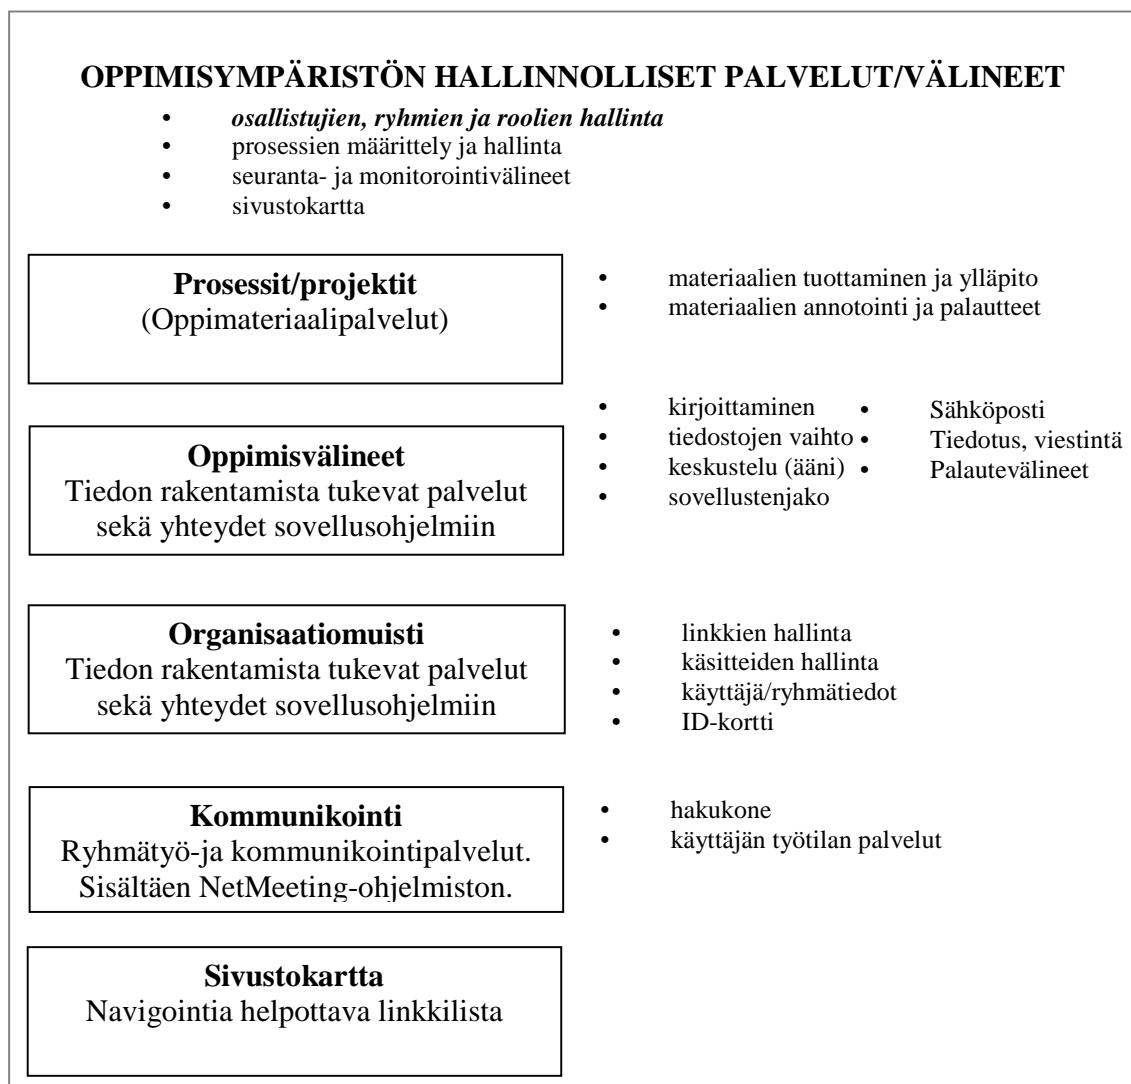 OPPIMISYMPÄRISTÖN HALLINNOLLISET PALVELUT/VÄLINEET
• osallistujien, ryhmien ja roolien hallinta
• prosessien määrittely ja hallinta
• seuranta- ja monitorointivälineet
• sivustokartta
Prosessit/projektit
(Oppimateriaalipalvelut)
• materiaalien tuottaminen ja ylläpito
• materiaalien annotointi ja palautteet
Oppimisvälineet
Tiedon rakentamista tukevat palvelut
sekä yhteydet sovellusohjelmiin
• kirjoittaminen
• tiedostojen vaihto
• keskustelu (ääni)
• sovellustenjako
• Sähköposti
• Tiedotus, viestintä
• Palautevälineet
Organisaatiomuisti
Tiedon rakentamista tukevat palvelut
sekä yhteydet sovellusohjelmiin
• linkkien hallinta
• käsitteiden hallinta
• käyttäjä/ryhmätiedot
• ID-kortti
Kommunikointi
Ryhmätyö-ja kommunikointipalvelut.
Sisältäen NetMeeting-ohjelmiston.
• hakukone
• käyttäjän työtilan palvelut
Sivustokartta
Navigointia helpottava linkkilista